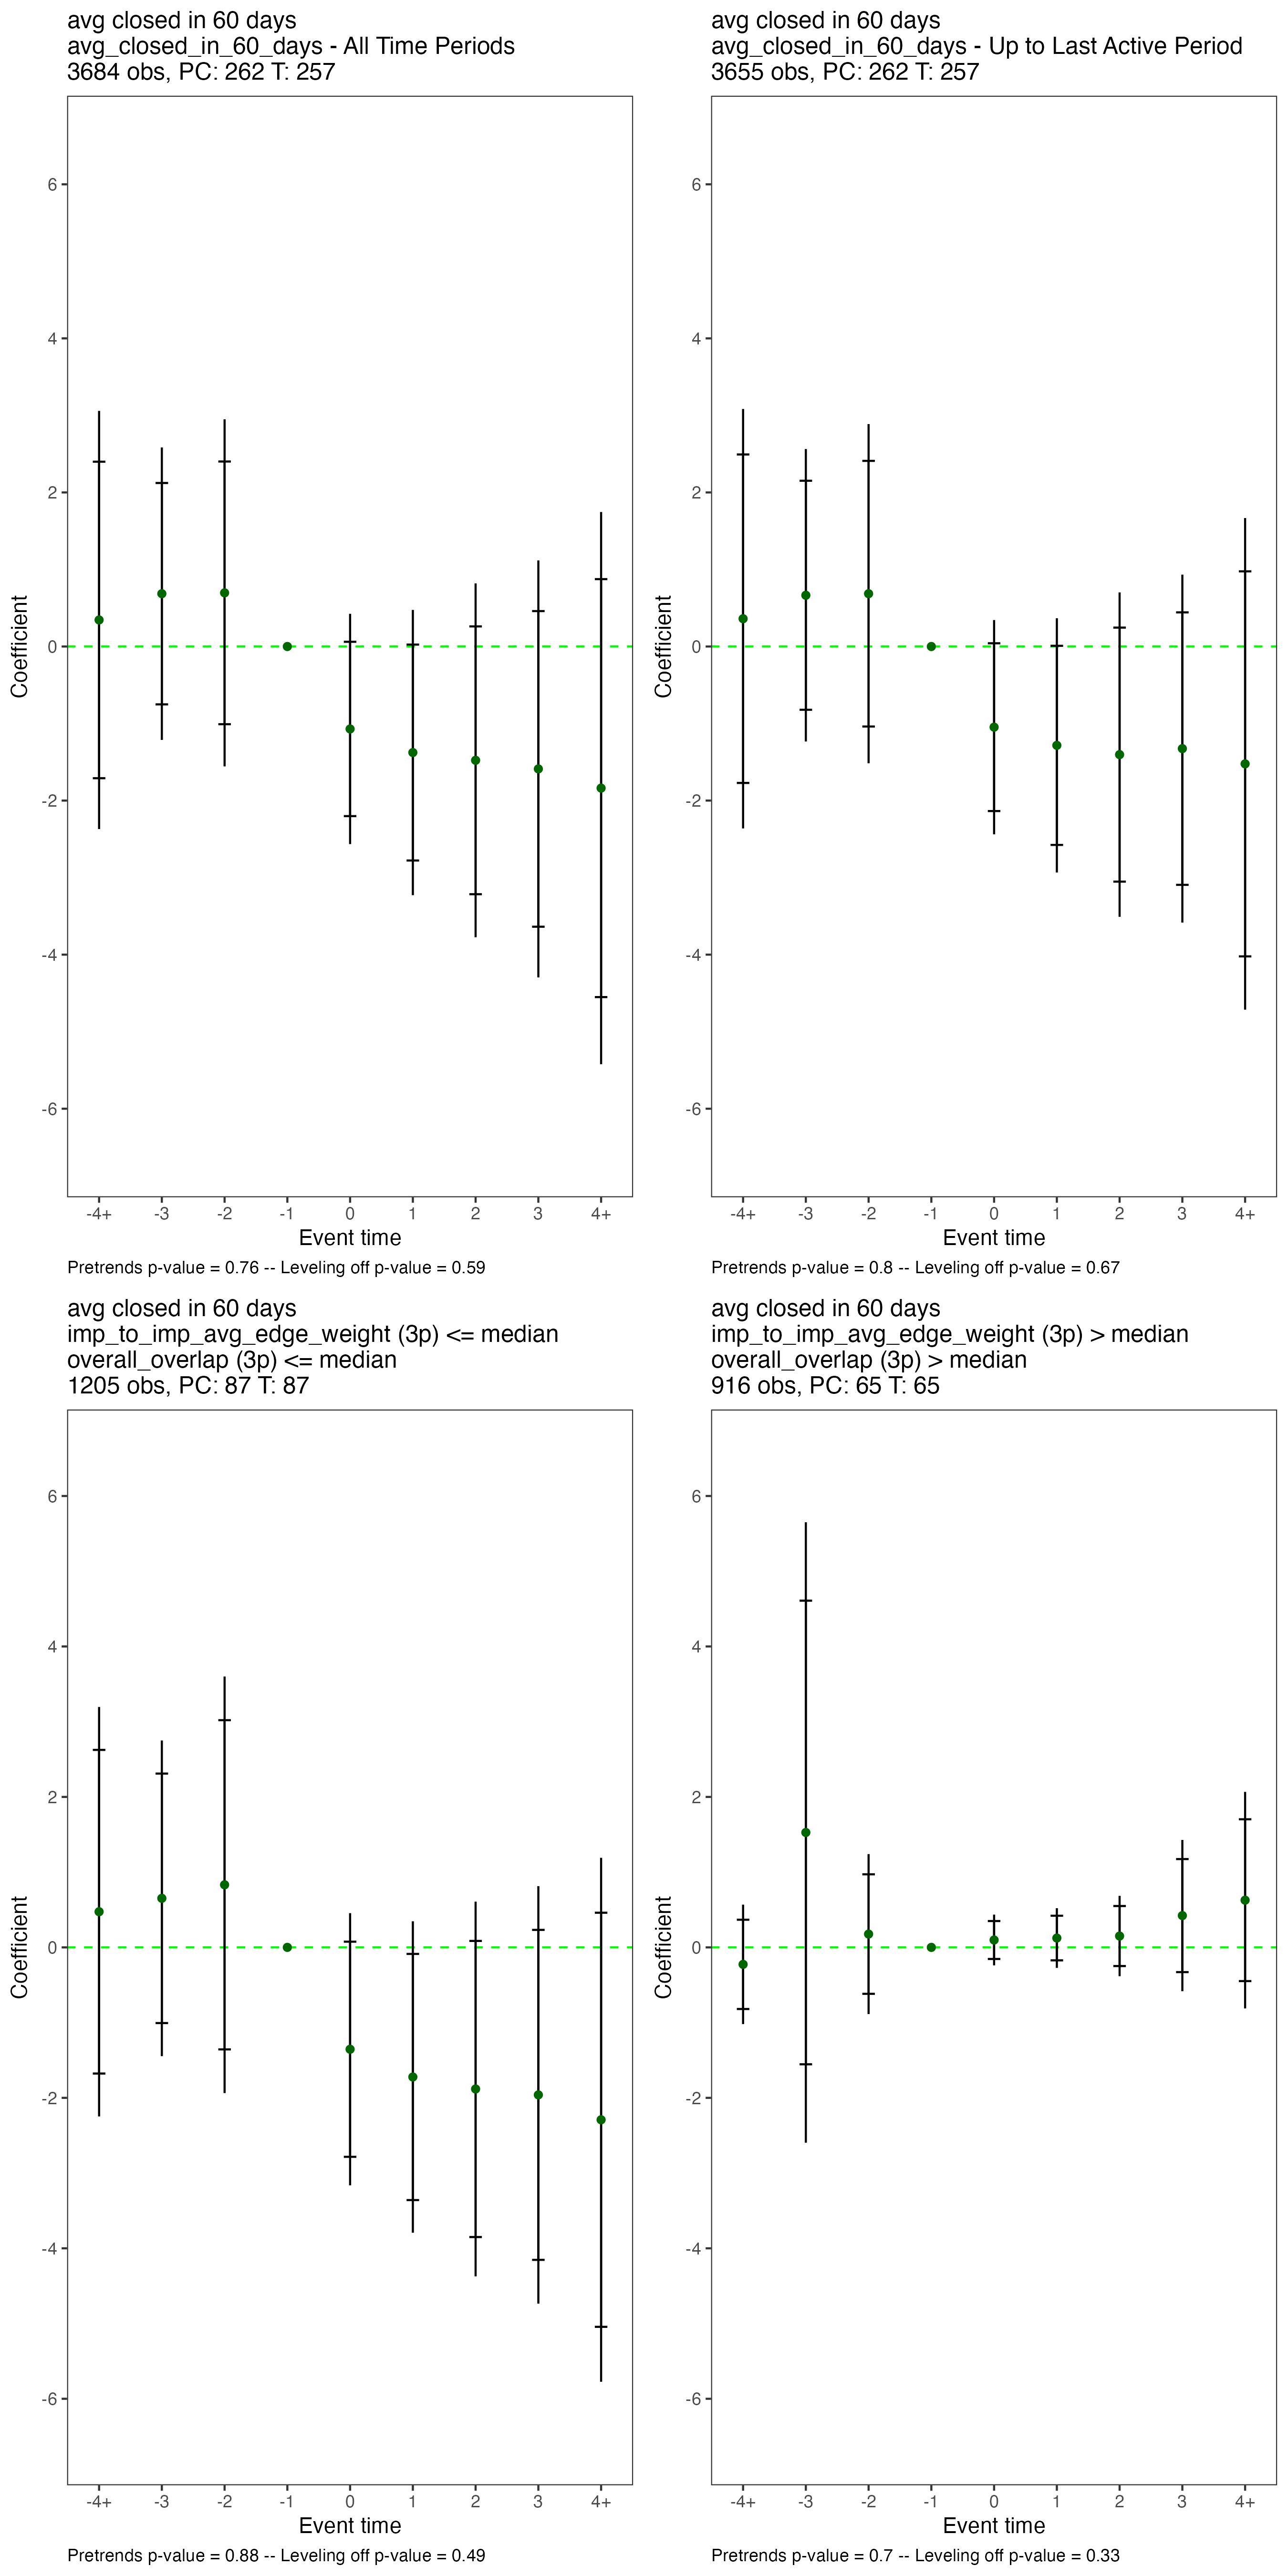 avg closed in 60 days
avg_closed_in_60_days - All Time Periods
3684 obs, PC: 262 T: 257
6
4
2
0
-2
-4
-6
Coefficient
-4+ -3 -2 -1 0 1 2 3 4+
Event time
Pretrends p-value = 0.76 -- Leveling off p-value = 0.59
avg closed in 60 days
avg_closed_in_60_days - Up to Last Active Period
3655 obs, PC: 262 T: 257
6
4
2
0
-2
-4
-6
Coefficient
-4+ -3 -2 -1 0 1 2 3 4+
Event time
Pretrends p-value = 0.8 -- Leveling off p-value = 0.67
avg closed in 60 days
imp_to_imp_avg_edge_weight (3p) <= median
overall_overlap (3p) <= median
1205 obs, PC: 87 T: 87
6
4
2
0
-2
-4
-6
Coefficient
-4+ -3 -2 -1 0 1 2 3 4+
Event time
Pretrends p-value = 0.88 -- Leveling off p-value = 0.49
avg closed in 60 days
imp_to_imp_avg_edge_weight (3p) > median
overall_overlap (3p) > median
916 obs, PC: 65 T: 65
6
4
2
0
-2
-4
-6
Coefficient
-4+ -3 -2 -1 0 1 2 3 4+
Event time
Pretrends p-value = 0.7 -- Leveling off p-value = 0.33